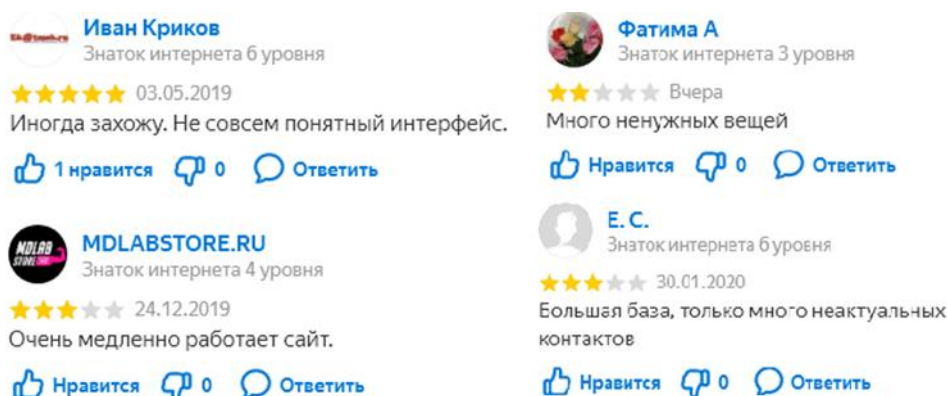 Иван Криков
Знаток интернета 6 уровня
03.05.2019
Иногда захожу. Не совсем понятный интерфейс.
1 нравится 0 Ответить
MDLABSTORE.RU
Знаток интернета 4 уровня
24.12.2019
Очень медленно работает сайт.
Нравится 0 Ответить
Фатима А
Знаток интернета 3 уровня
Вчера
Много ненужных вещей
Нравится 0 Ответить
Е. С.
Знаток интернета 6 уровня
30.01.2020
Большая база, только много неактуальных
контактов
Нравится 0 Ответить